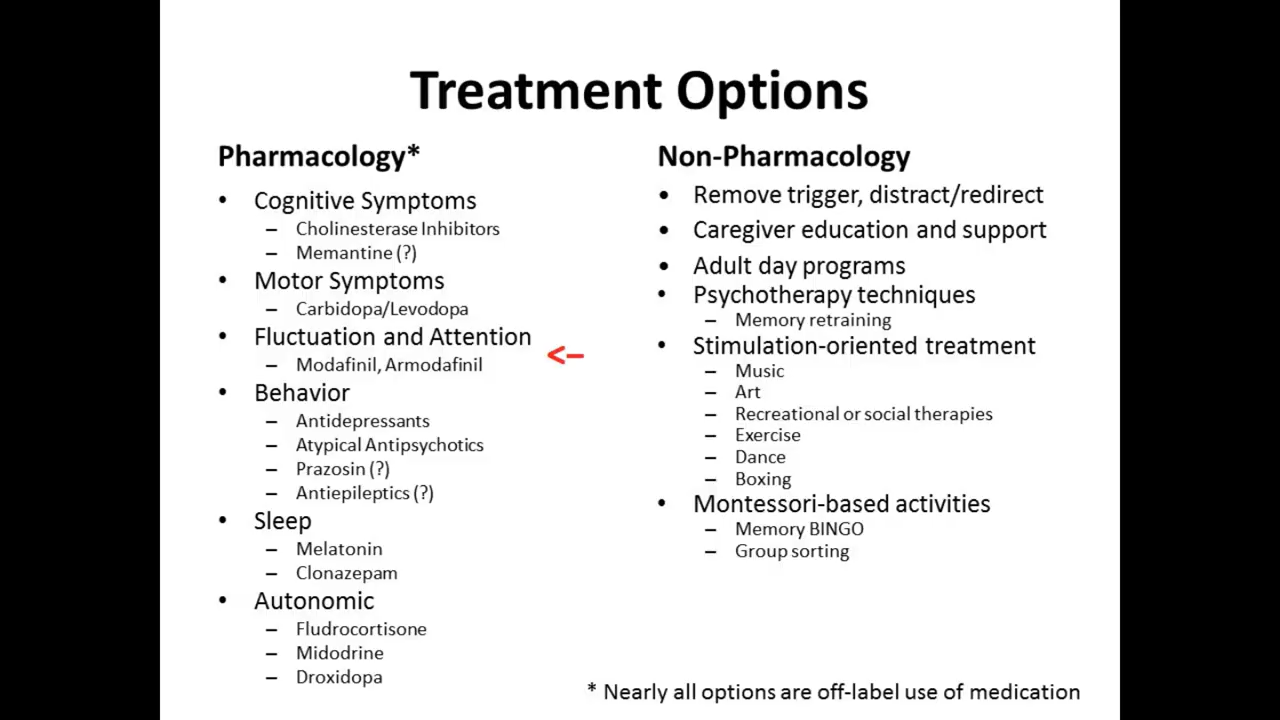 Treatment Options
Pharmacology*
• Cognitive Symptoms
– Cholinesterase Inhibitors
– Memantine (?)
• Motor Symptoms
– Carbidopa/Levodopa
• Fluctuation and Attention
– Modafinil, Armodafinil
• Behavior
– Antidepressants
– Atypical Antipsychotics
– Prazosin (?)
– Antiepileptics (?)
• Sleep
– Melatonin
– Clonazepam
• Autonomic
– Fludrocortisone
– Midodrine
– Droxidopa
<-
Non-Pharmacology
• Remove trigger, distract/redirect
• Caregiver education and support
• Adult day programs
• Psychotherapy techniques
– Memory retraining
• Stimulation-oriented treatment
– Music
– Art
– Recreational or social therapies
– Exercise
– Dance
– Boxing
• Montessori-based activities
– Memory BINGO
– Group sorting
* Nearly all options are off-label use of medication